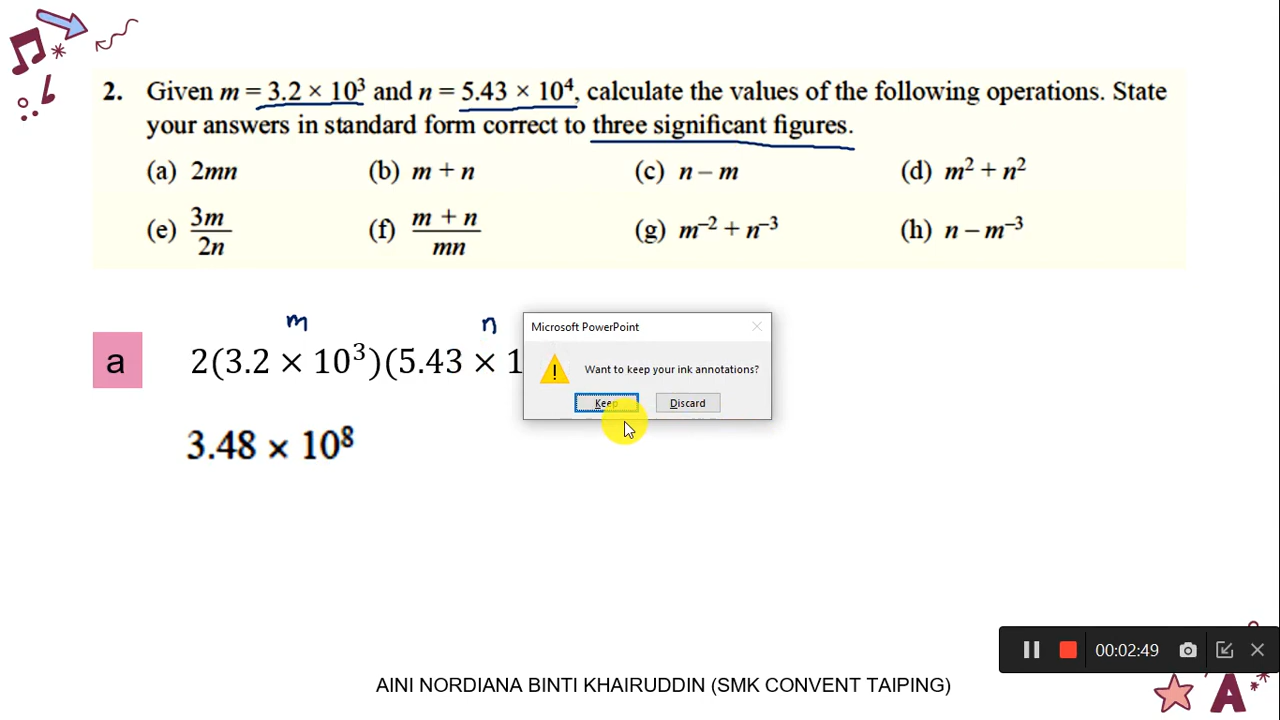 2. Given m = 3.2 × 10³ and n = 5.43 × 10⁴, calculate the values of the following operations. State
your answers in standard form correct to three significant figures.
(a) 2mn (b) m + n (c) n – m (d) m² + n²
(e) 3m/2n (f) m + n/mn (g) m⁻² + n⁻³ (h) n – m⁻³
m n
a 2(3.2 × 10³)(5.43 × 1
Microsoft PowerPoint
Want to keep your ink annotations?
Keep Discard
3.48 × 10⁸
00:02:49
AINI NORDIANA BINTI KHAIRUDDIN (SMK CONVENT TAIPING)
A